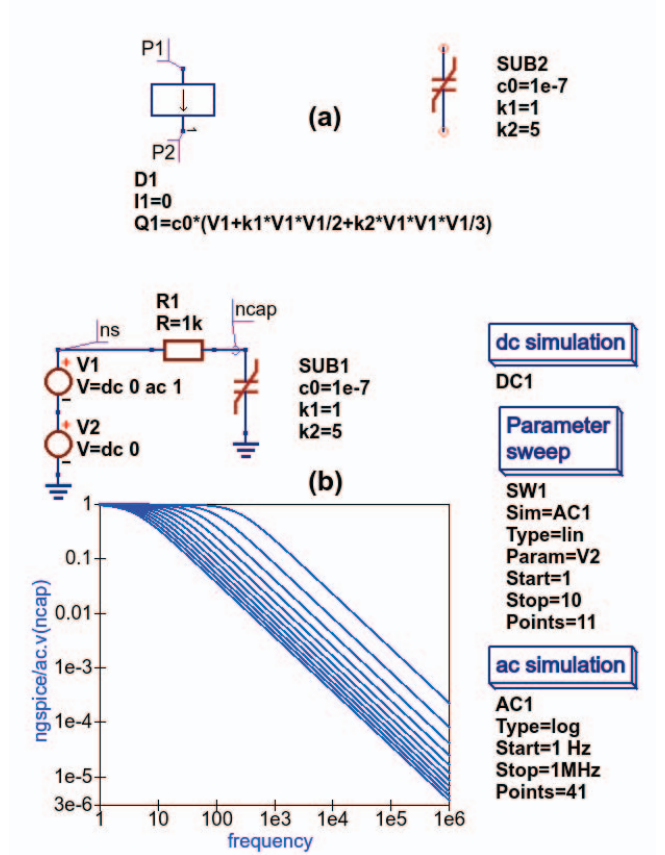 P1
P2
(a)
SUB2
c0=1e-7
k1=1
k2=5
D1
I1=0
Q1=c0*(V1+k1*V1*V1/2+k2*V1*V1*V1/3)
ns
R1
R=1k
ncap
V1
V=dc 0 ac 1
V2
V=dc 0
SUB1
c0=1e-7
k1=1
k2=5
(b)
dc simulation
DC1
Parameter
sweep
SW1
Sim=AC1
Type=lin
Param=V2
Start=1
Stop=10
Points=11
ac simulation
AC1
Type=log
Start=1 Hz
Stop=1MHz
Points=41
ngspice/ac.v(ncap)
1
0.1
0.01
1e-3
1e-4
1e-5
3e-6
1
10
100
1e3
1e4
1e5
1e6
frequency